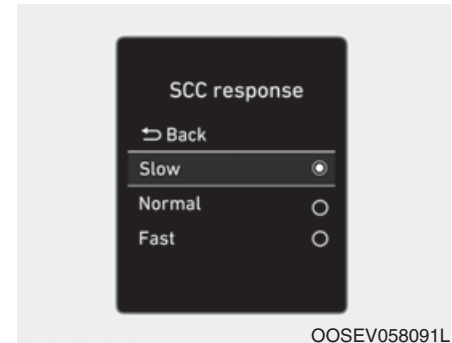 SCC response
Back
Slow
Normal
Fast
OOSEV058091L